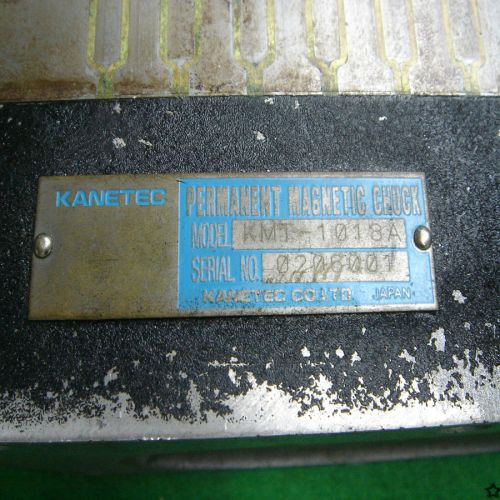 KANETEC
PERMANENT MAGNETIC CHUCK
MODEL KMT-1018A
SERIAL NO. 0206001
KANETEC CO.LTD. JAPAN